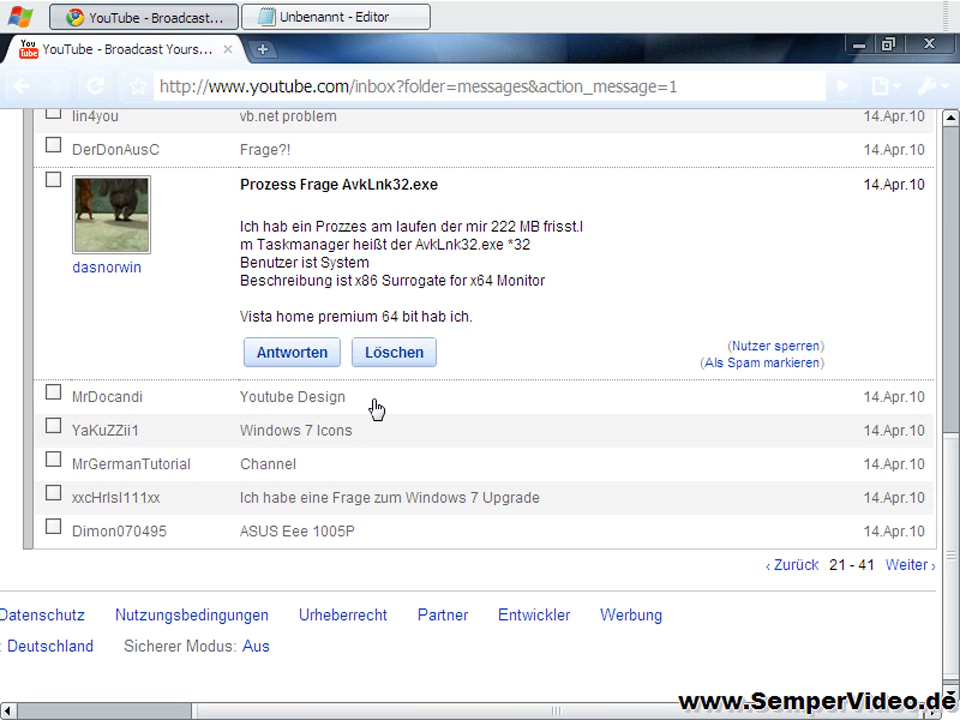 YouTube - Broadcast...
Unbenannt - Editor
You Tube
YouTube - Broadcast Yours...
http://www.youtube.com/inbox?folder=messages&action_message=1
lin4you vb.net problem 14.Apr.10
DerDonAusC Frage?! 14.Apr.10
Prozess Frage AvkLnk32.exe 14.Apr.10
Ich hab ein Prozzes am laufen der mir 222 MB frisst.I
m Taskmanager heißt der AvkLnk32.exe *32
Benutzer ist System
Beschreibung ist x86 Surrogate for x64 Monitor
Vista home premium 64 bit hab ich.
dasnorwin
Antworten Löschen
(Nutzer sperren)
(Als Spam markieren)
MrDocandi Youtube Design 14.Apr.10
YaKuZZii1 Windows 7 Icons 14.Apr.10
MrGermanTutorial Channel 14.Apr.10
xxcHrIsI111xx Ich habe eine Frage zum Windows 7 Upgrade 14.Apr.10
Dimon070495 ASUS Eee 1005P 14.Apr.10
‹ Zurück 21 - 41 Weiter ›
Datenschutz Nutzungsbedingungen Urheberrecht Partner Entwickler Werbung
: Deutschland Sicherer Modus: Aus
www.SemperVideo.de